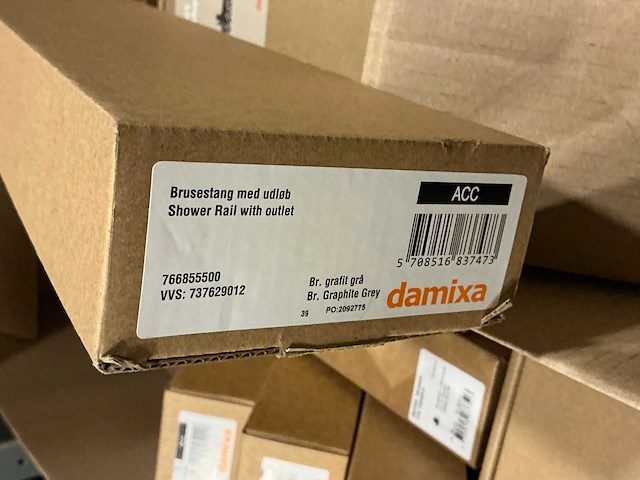 ACC
Brusestang med udløb
Shower Rail with outlet
5 708516 837473
766855500
VVS: 737629012
Br. grafit grå
Br. Graphite Grey
damixa
39 PO:2092775